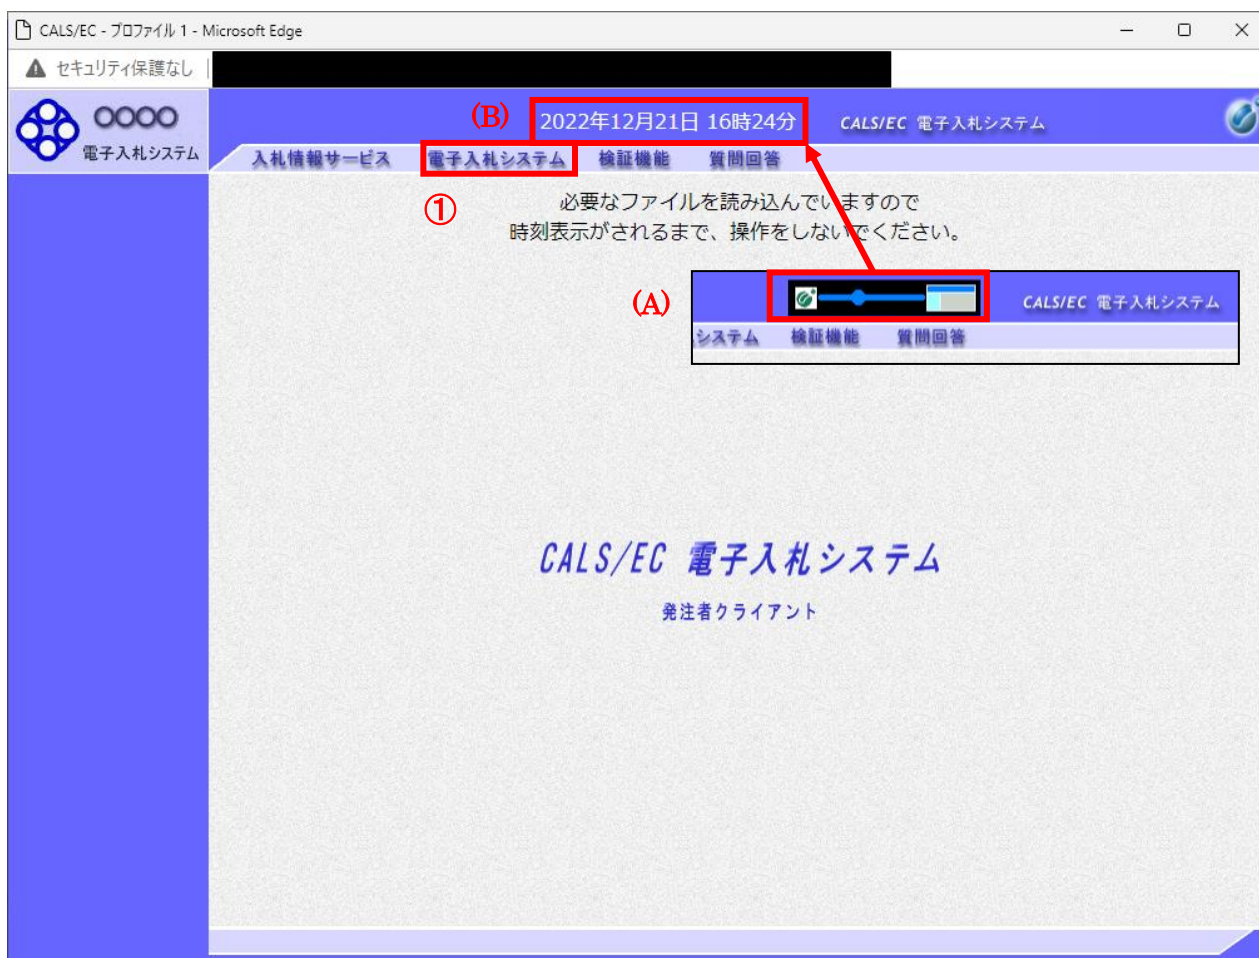 CALS/EC - プロファイル 1 - Microsoft Edge
セキュリティ保護なし
〇〇〇〇
電子入札システム
(B)
2022年12月21日 16時24分
CALS/EC 電子入札システム
入札情報サービス 電子入札システム 検証機能 質問回答
①
必要なファイルを読み込んでいますので
時刻表示がされるまで、操作をしないでください。
(A)
CALS/EC 電子入札システム
システム 検証機能 質問回答
CALS/EC 電子入札システム
発注者クライアント